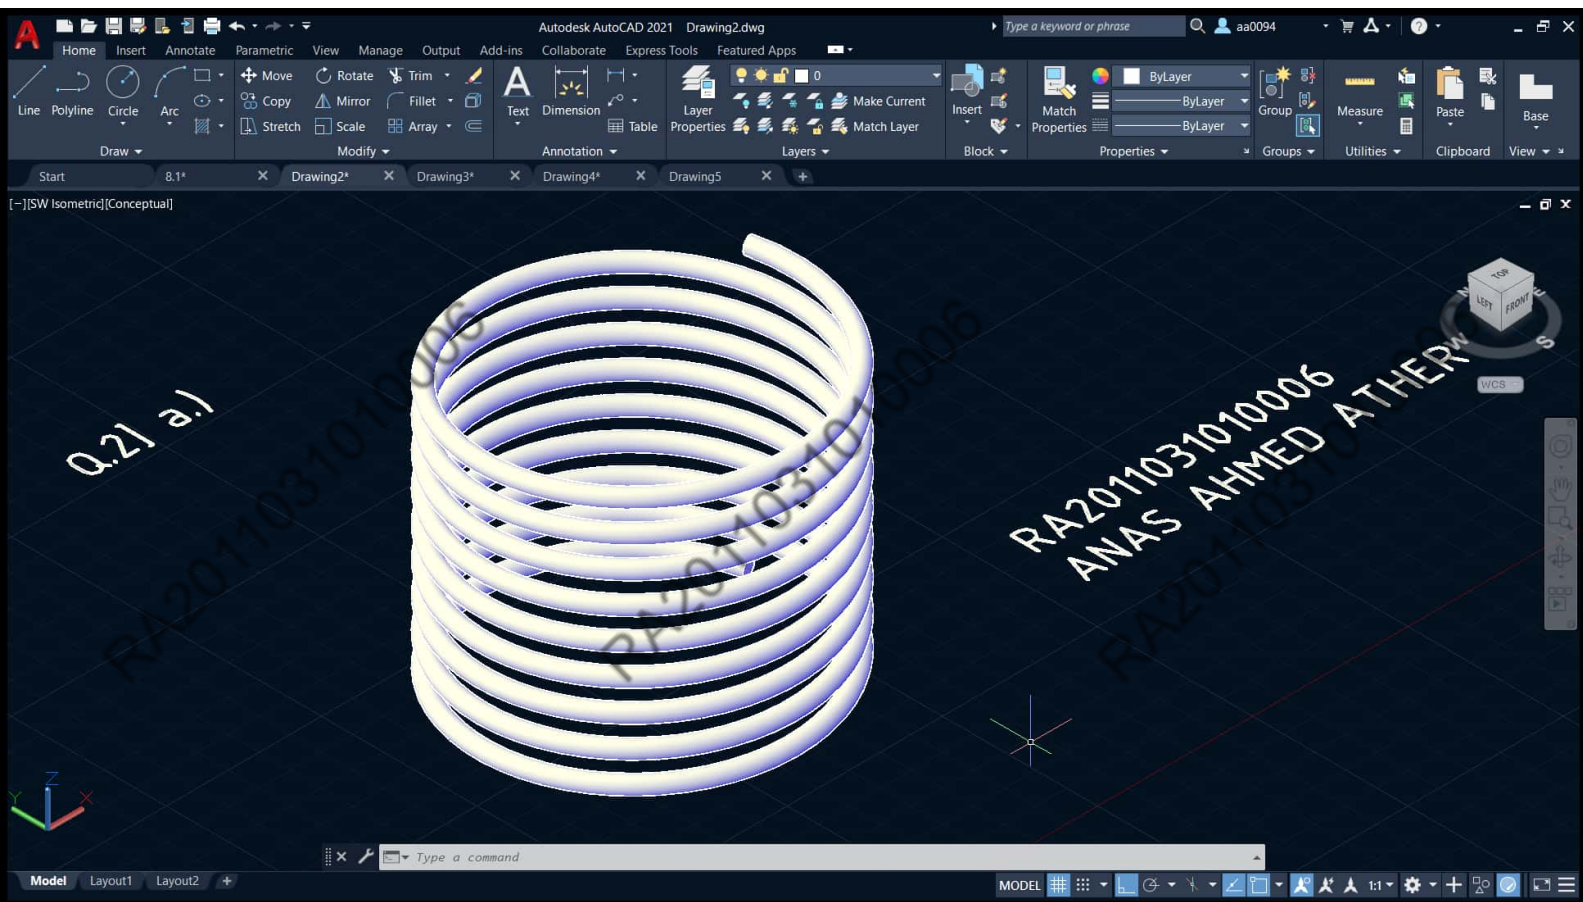 Autodesk AutoCAD 2021 Drawing2.dwg
Type a keyword or phrase
aa0094
Home Insert Annotate Parametric View Manage Output Add-ins Collaborate Express Tools Featured Apps
Line Polyline Circle Arc
Move Rotate Trim
Copy Mirror Fillet
Stretch Scale Array
Text Dimension
Table
Layer
Properties
0
Make Current
Match Layer
Insert
Match
Properties
ByLayer
ByLayer
ByLayer
Group
Measure
Paste
Base
Draw Modify Annotation Layers Block Properties Groups Utilities Clipboard View
Start 8.1* Drawing2* Drawing3* Drawing4* Drawing5
[−][SW Isometric][Conceptual]
TOP
LEFT
FRONT
N
E
W
S
WCS
Q.2] a.)
RA2011031010006
ANAS AHMED ATHER
RA2011031010006
RA2011031010006
RA2011031010006
Z
Y
X
Type a command
Model Layout1 Layout2
MODEL
1:1